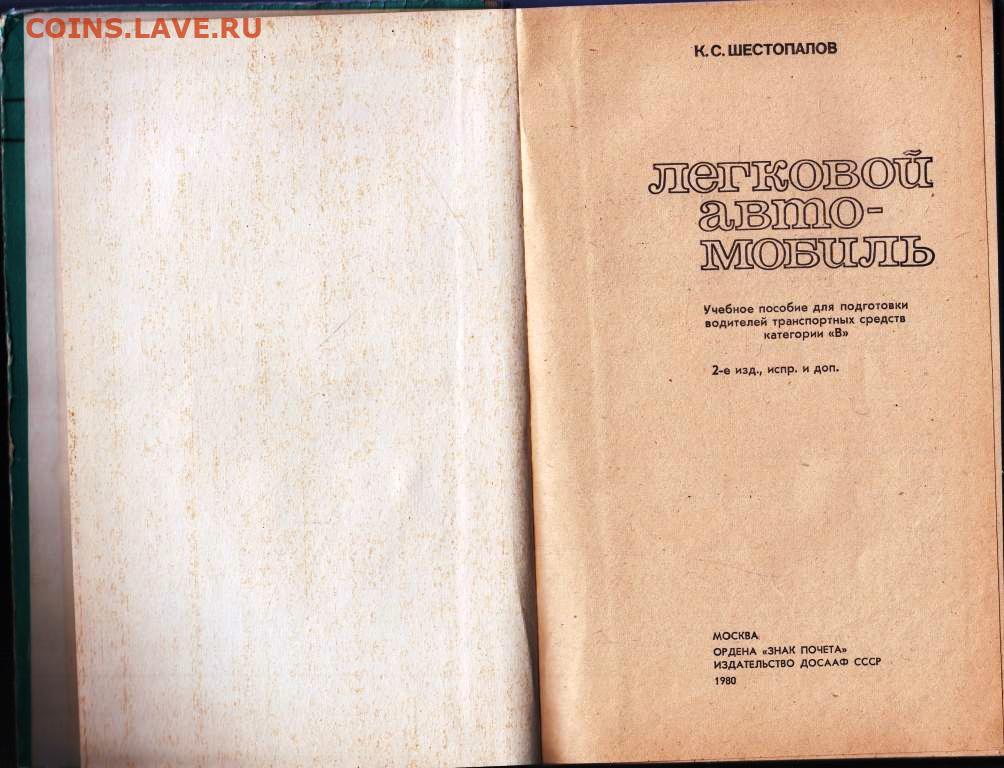 COINS.LAVE.RU
К. С. ШЕСТОПАЛОВ
легковой
авто-
мобиль
Учебное пособие для подготовки
водителей транспортных средств
категории «В»
2-е изд., испр. и доп.
МОСКВА
ОРДЕНА «ЗНАК ПОЧЕТА»
ИЗДАТЕЛЬСТВО ДОСААФ СССР
1980